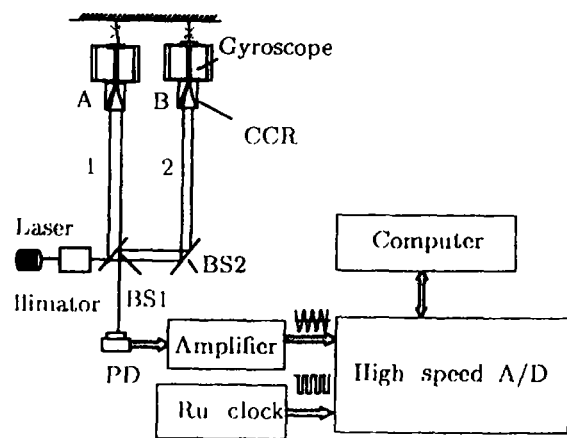 Gyroscope
A
B
CCR
1
2
Laser
Computer
BS2
llimator
BS1
Amplifier
PD
High speed A/D
Ru clock